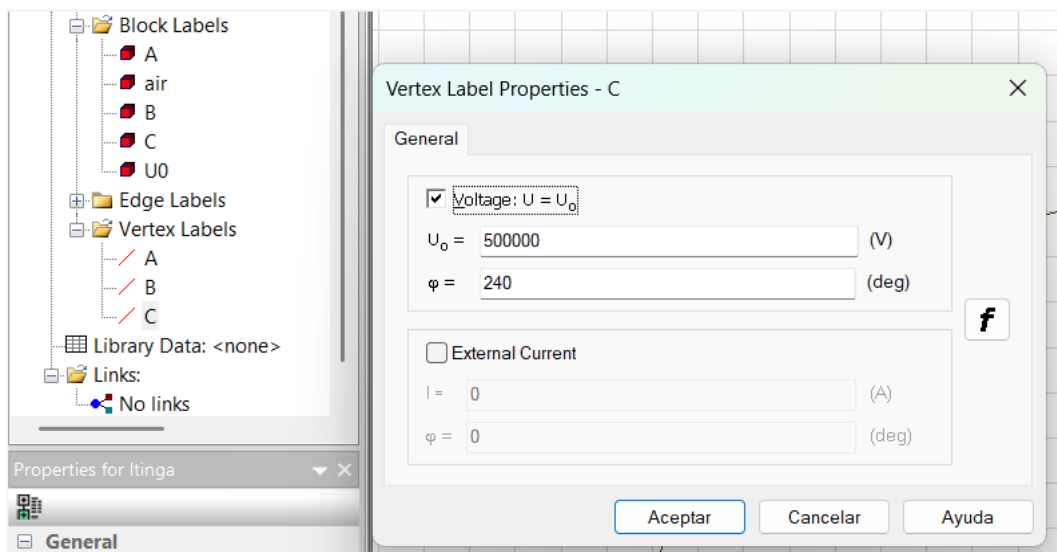 Block Labels
A
air
B
C
U0
Edge Labels
Vertex Labels
A
B
C
Library Data: <none>
Links:
No links
Properties for Itinga
General
Vertex Label Properties - C
General
Voltage: U = Uₒ
Uₒ = 500000 (V)
φ = 240 (deg)
f
External Current
I = 0 (A)
φ = 0 (deg)
Aceptar Cancelar Ayuda